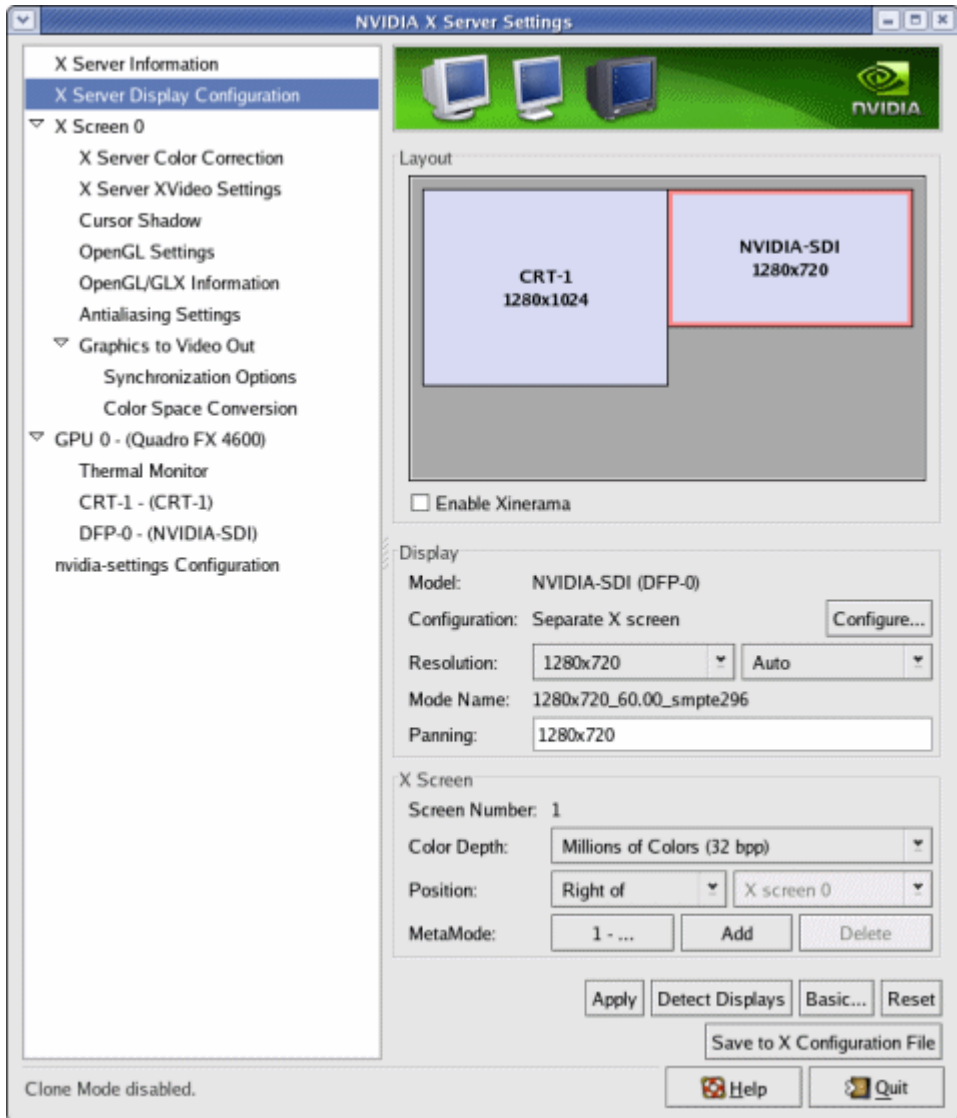 NVIDIA X Server Settings
X Server Information
X Server Display Configuration
X Screen 0
X Server Color Correction
X Server XVideo Settings
Cursor Shadow
OpenGL Settings
OpenGL/GLX Information
Antialiasing Settings
Graphics to Video Out
Synchronization Options
Color Space Conversion
GPU 0 - (Quadro FX 4600)
Thermal Monitor
CRT-1 - (CRT-1)
DFP-0 - (NVIDIA-SDI)
nvidia-settings Configuration
NVIDIA
Layout
CRT-1
1280x1024
NVIDIA-SDI
1280x720
Enable Xinerama
Display
Model: NVIDIA-SDI (DFP-0)
Configuration: Separate X screen Configure...
Resolution: 1280x720 Auto
Mode Name: 1280x720_60.00_smpte296
Panning: 1280x720
X Screen
Screen Number: 1
Color Depth: Millions of Colors (32 bpp)
Position: Right of X screen 0
MetaMode: 1 - ... Add Delete
Apply Detect Displays Basic... Reset
Save to X Configuration File
Clone Mode disabled. Help Quit